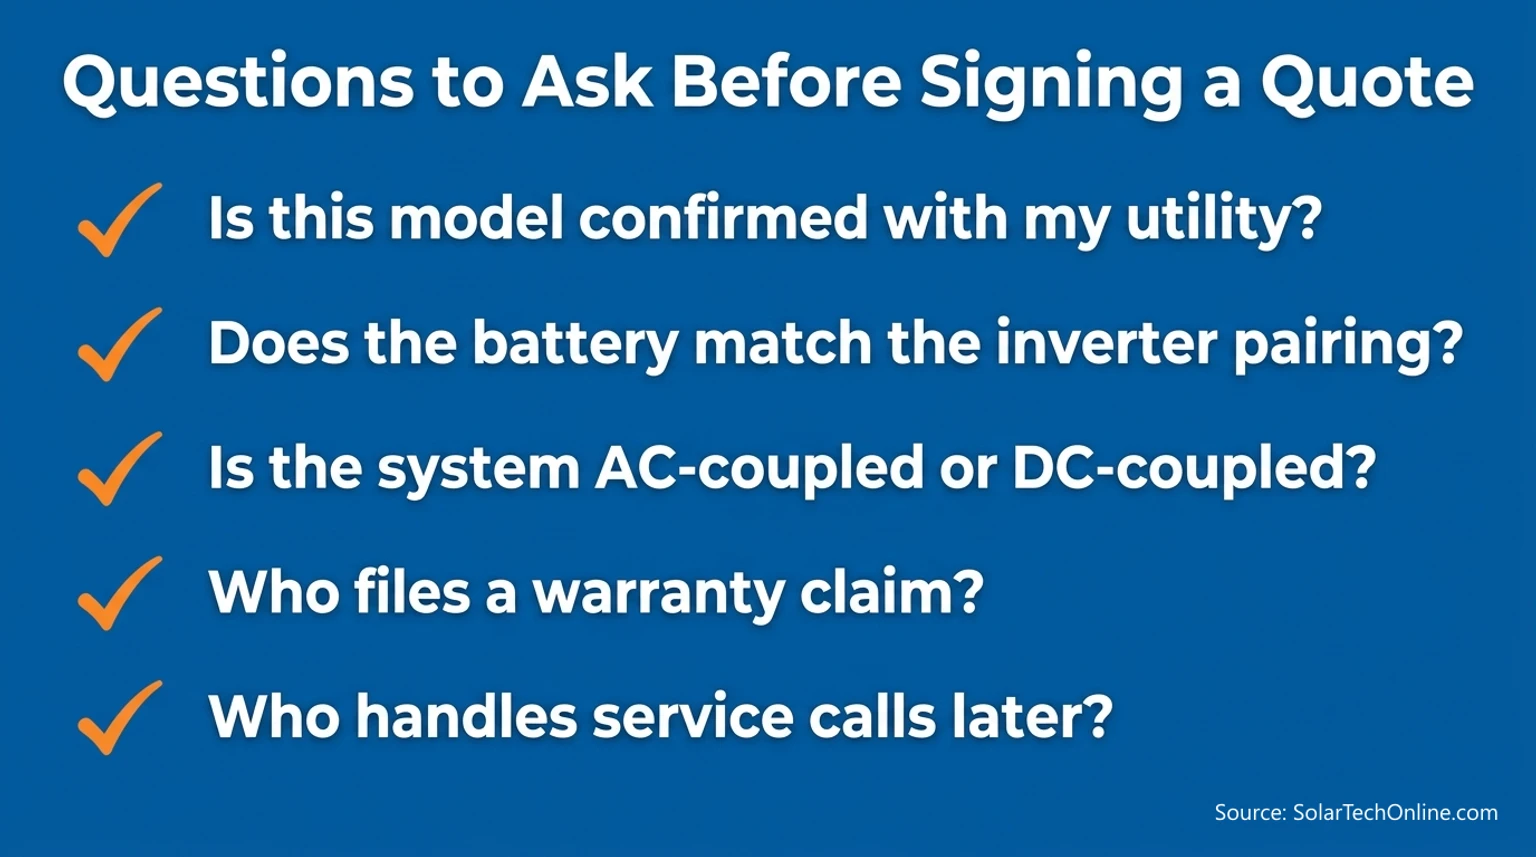 Questions to Ask Before Signing a Quote
Is this model confirmed with my utility?
Does the battery match the inverter pairing?
Is the system AC-coupled or DC-coupled?
Who files a warranty claim?
Who handles service calls later?
Source: SolarTechOnline.com